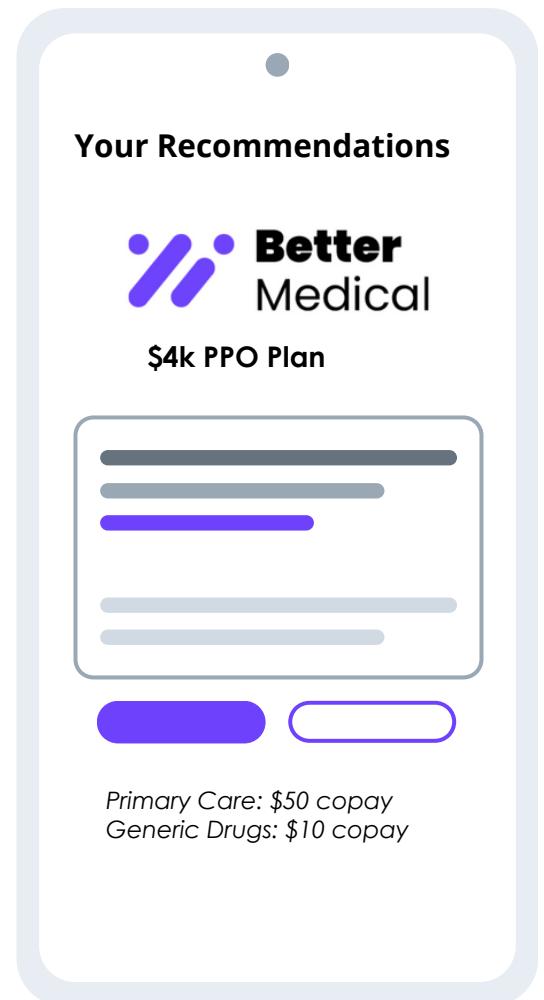 Your Recommendations
Better
Medical
$4k PPO Plan
Primary Care: $50 copay
Generic Drugs: $10 copay